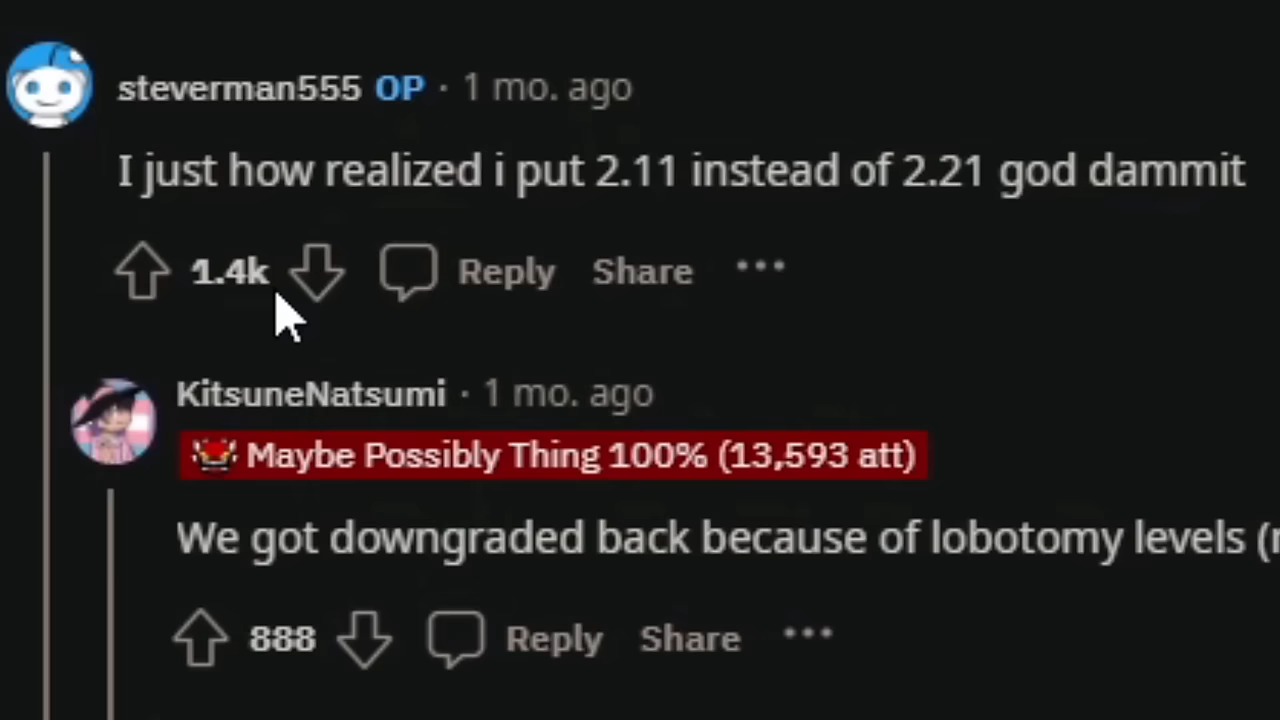 steverman555 OP · 1 mo. ago
I just how realized i put 2.11 instead of 2.21 god dammit
1.4k Reply Share ...
KitsuneNatsumi · 1 mo. ago
Maybe Possibly Thing 100% (13,593 att)
We got downgraded back because of lobotomy levels (
888 Reply Share ...